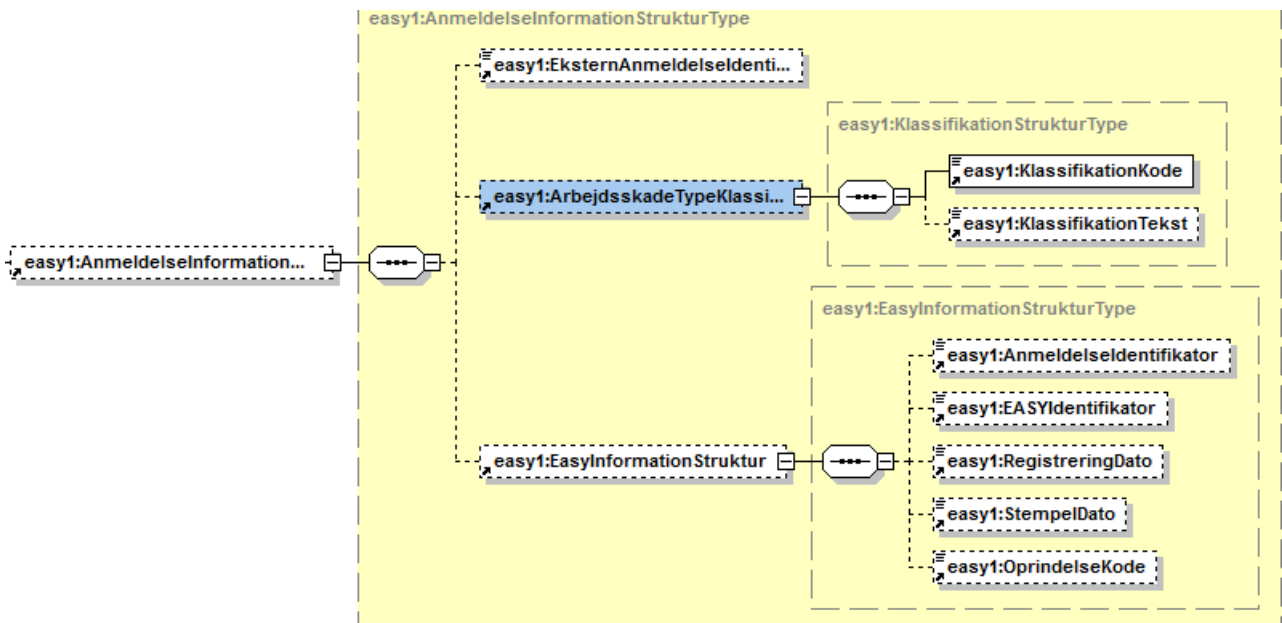 easy1:AnmeldelseInformationStrukturType
easy1:EksternAnmeldelseIdenti...
easy1:KlassifikationStrukturType
easy1:KlassifikationKode
easy1:ArbejdsskadeTypeKlassi...
easy1:KlassifikationTekst
easy1:AnmeldelseInformation...
easy1:EasyInformationStrukturType
easy1:AnmeldelseIdentifikator
easy1:EASYIdentifikator
easy1:EasyInformationStruktur
easy1:RegistreringDato
easy1:StempelDato
easy1:OprindelseKode